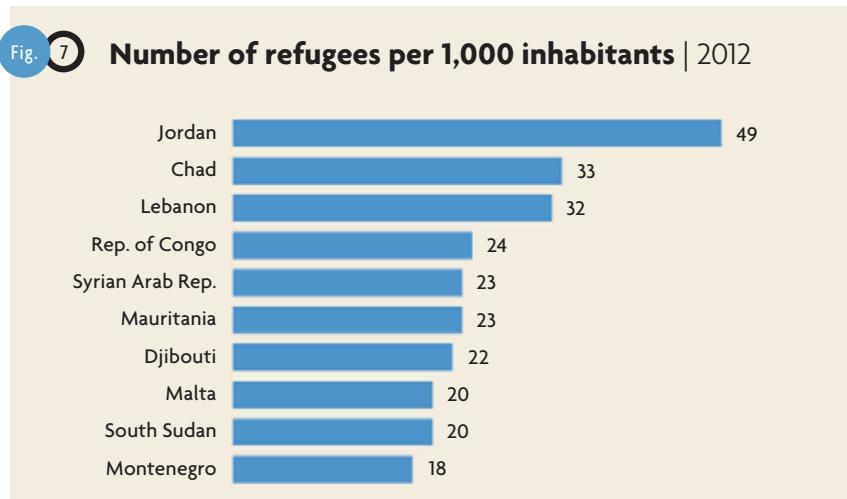 Fig. 7 Number of refugees per 1,000 inhabitants | 2012
Jordan 49
Chad 33
Lebanon 32
Rep. of Congo 24
Syrian Arab Rep. 23
Mauritania 23
Djibouti 22
Malta 20
South Sudan 20
Montenegro 18